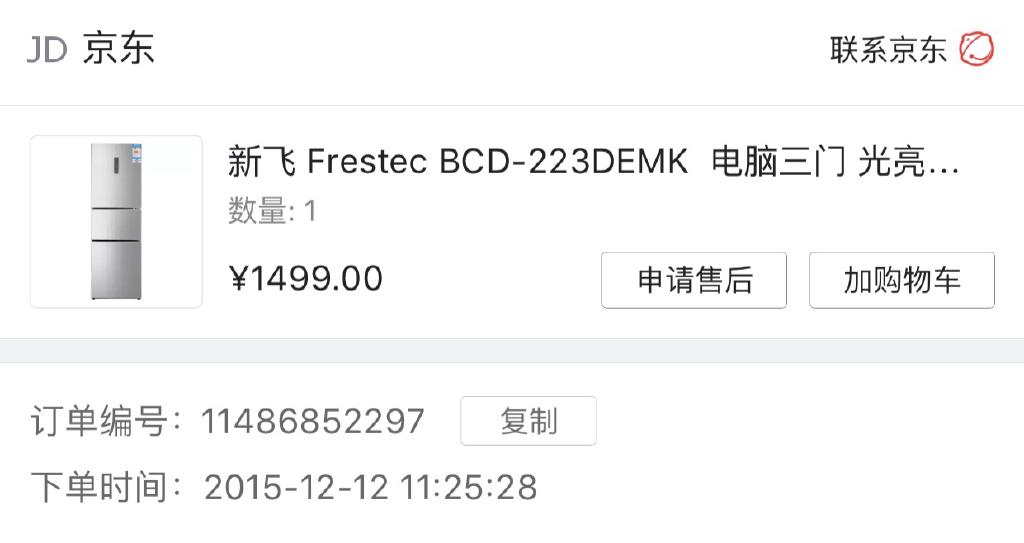 JD 京东
联系京东
新飞 Frestec BCD-223DEMK 电脑三门 光亮...
数量: 1
¥1499.00
申请售后
加购物车
订单编号: 11486852297
复制
下单时间: 2015-12-12 11:25:28